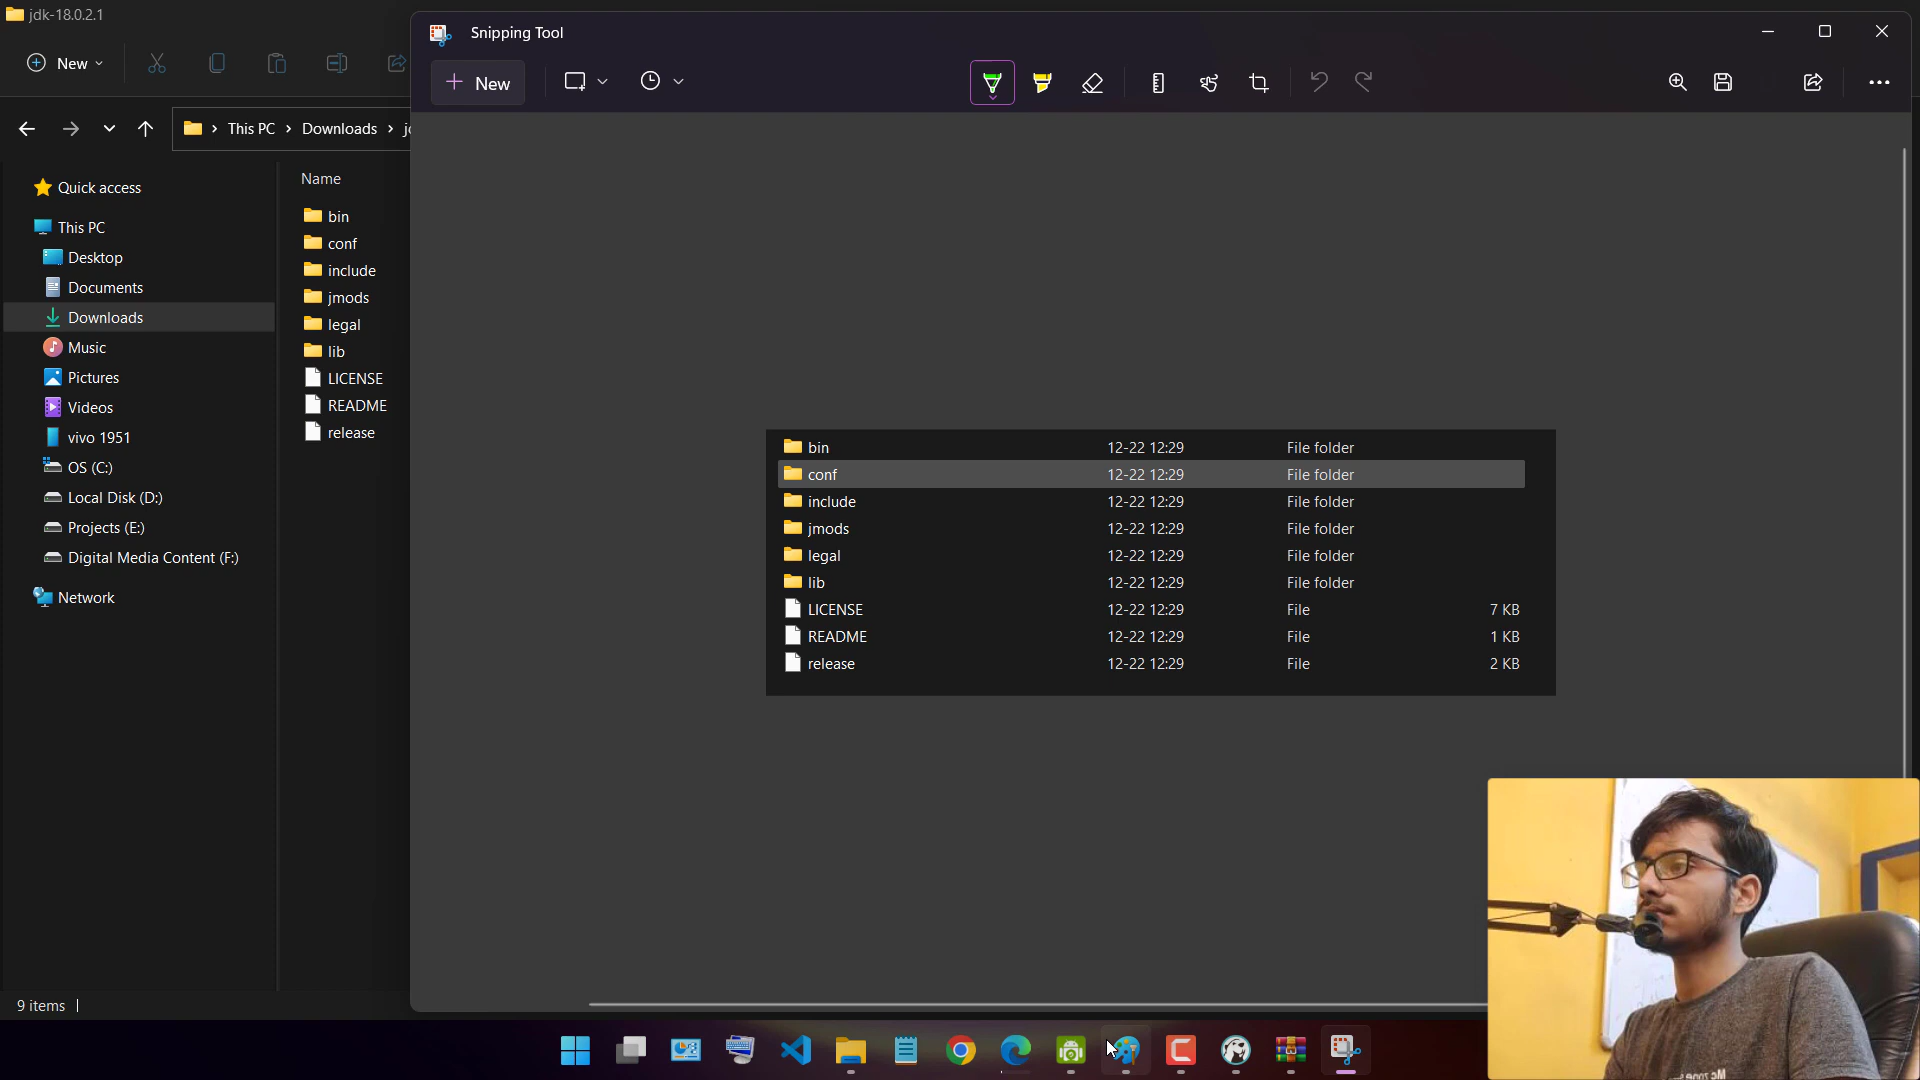 jdk-18.0.2.1
New
This PC
Downloads
Quick access
This PC
Desktop
Documents
Downloads
Music
Pictures
Videos
vivo 1951
OS (C:)
Local Disk (D:)
Projects (E:)
Digital Media Content (F:)
Network
Name
bin
conf
include
jmods
legal
lib
LICENSE
README
release
9 items
Snipping Tool
New
bin 12-22 12:29 File folder
conf 12-22 12:29 File folder
include 12-22 12:29 File folder
jmods 12-22 12:29 File folder
legal 12-22 12:29 File folder
lib 12-22 12:29 File folder
LICENSE 12-22 12:29 File 7 KB
README 12-22 12:29 File 1 KB
release 12-22 12:29 File 2 KB